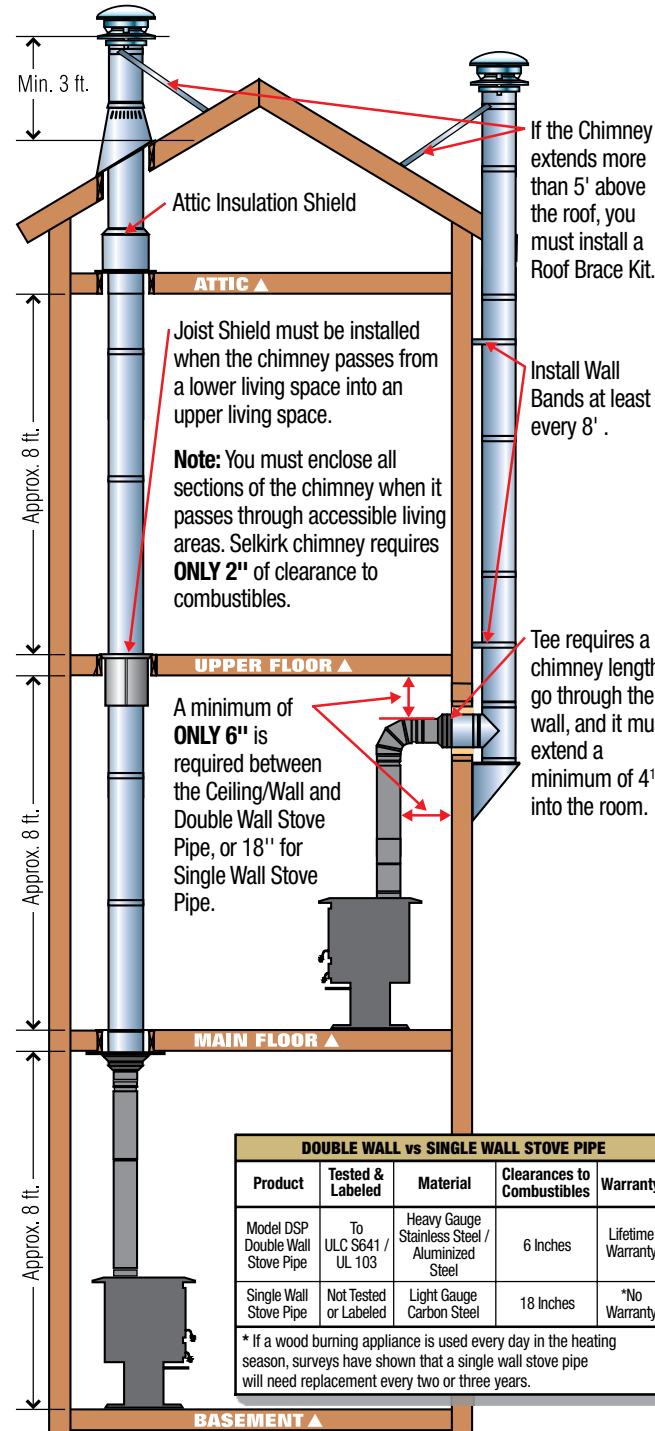 Min. 3 ft.
If the Chimney
extends more
than 5' above
the roof, you
must install a
Roof Brace Kit.
Attic Insulation Shield
ATTIC ▲
Joist Shield must be installed
when the chimney passes from
a lower living space into an
upper living space.
Note: You must enclose all
sections of the chimney when it
passes through accessible living
areas. Selkirk chimney requires
ONLY 2" of clearance to
combustibles.
Install Wall
Bands at least
every 8' .
Approx. 8 ft.
UPPER FLOOR ▲
Tee requires a
chimney length
go through the
wall, and it
extend a
minimum of
into the room.
A minimum of
ONLY 6" is
required between
the Ceiling/Wall and
Double Wall Stove
Pipe, or 18'' for
Single Wall Stove
Pipe.
Approx. 8 ft.
MAIN FLOOR ▲
Approx. 8 ft.
DOUBLE WALL vs SINGLE WALL STOVE PIPE
Product
Tested &
Labeled
Material
Clearances to
Combustibles
Warranty
Model DSP
Double Wall
Stove Pipe
To
ULC S641 /
UL 103
Heavy Gauge
Stainless Steel /
Aluminized
Steel
6 Inches
Lifetime
Warranty
Single Wall
Stove Pipe
Not Tested
or Labeled
Light Gauge
Carbon Steel
18 Inches
*No
Warranty
* If a wood burning appliance is used every day in the heating
season, surveys have shown that a single wall stove pipe
will need replacement every two or three years.
BASEMENT ▲